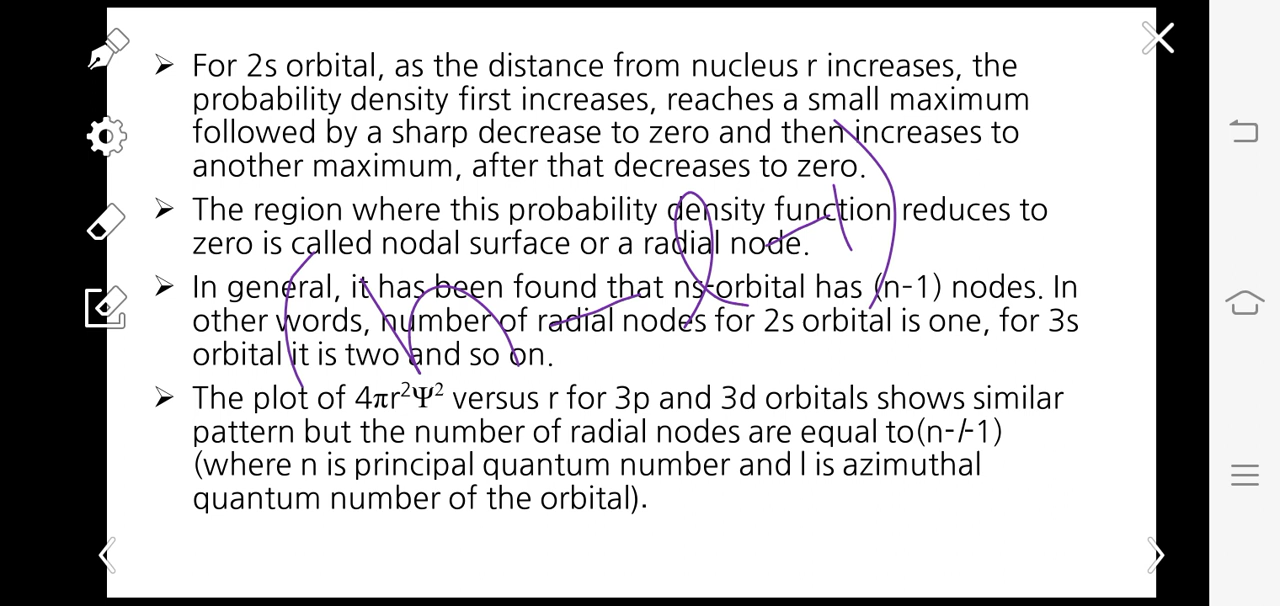 ➢ For 2s orbital, as the distance from nucleus r increases, the
probability density first increases, reaches a small maximum
followed by a sharp decrease to zero and then increases to
another maximum, after that decreases to zero.
➢ The region where this probability density function reduces to
zero is called nodal surface or a radial node.
➢ In general, it has been found that ns-orbital has (n-1) nodes. In
other words, number of radial nodes for 2s orbital is one, for 3s
orbital it is two and so on.
(n-l-1)
➢ The plot of 4πr²Ψ² versus r for 3p and 3d orbitals shows similar
pattern but the number of radial nodes are equal to(n-l-1)
(where n is principal quantum number and l is azimuthal
quantum number of the orbital).